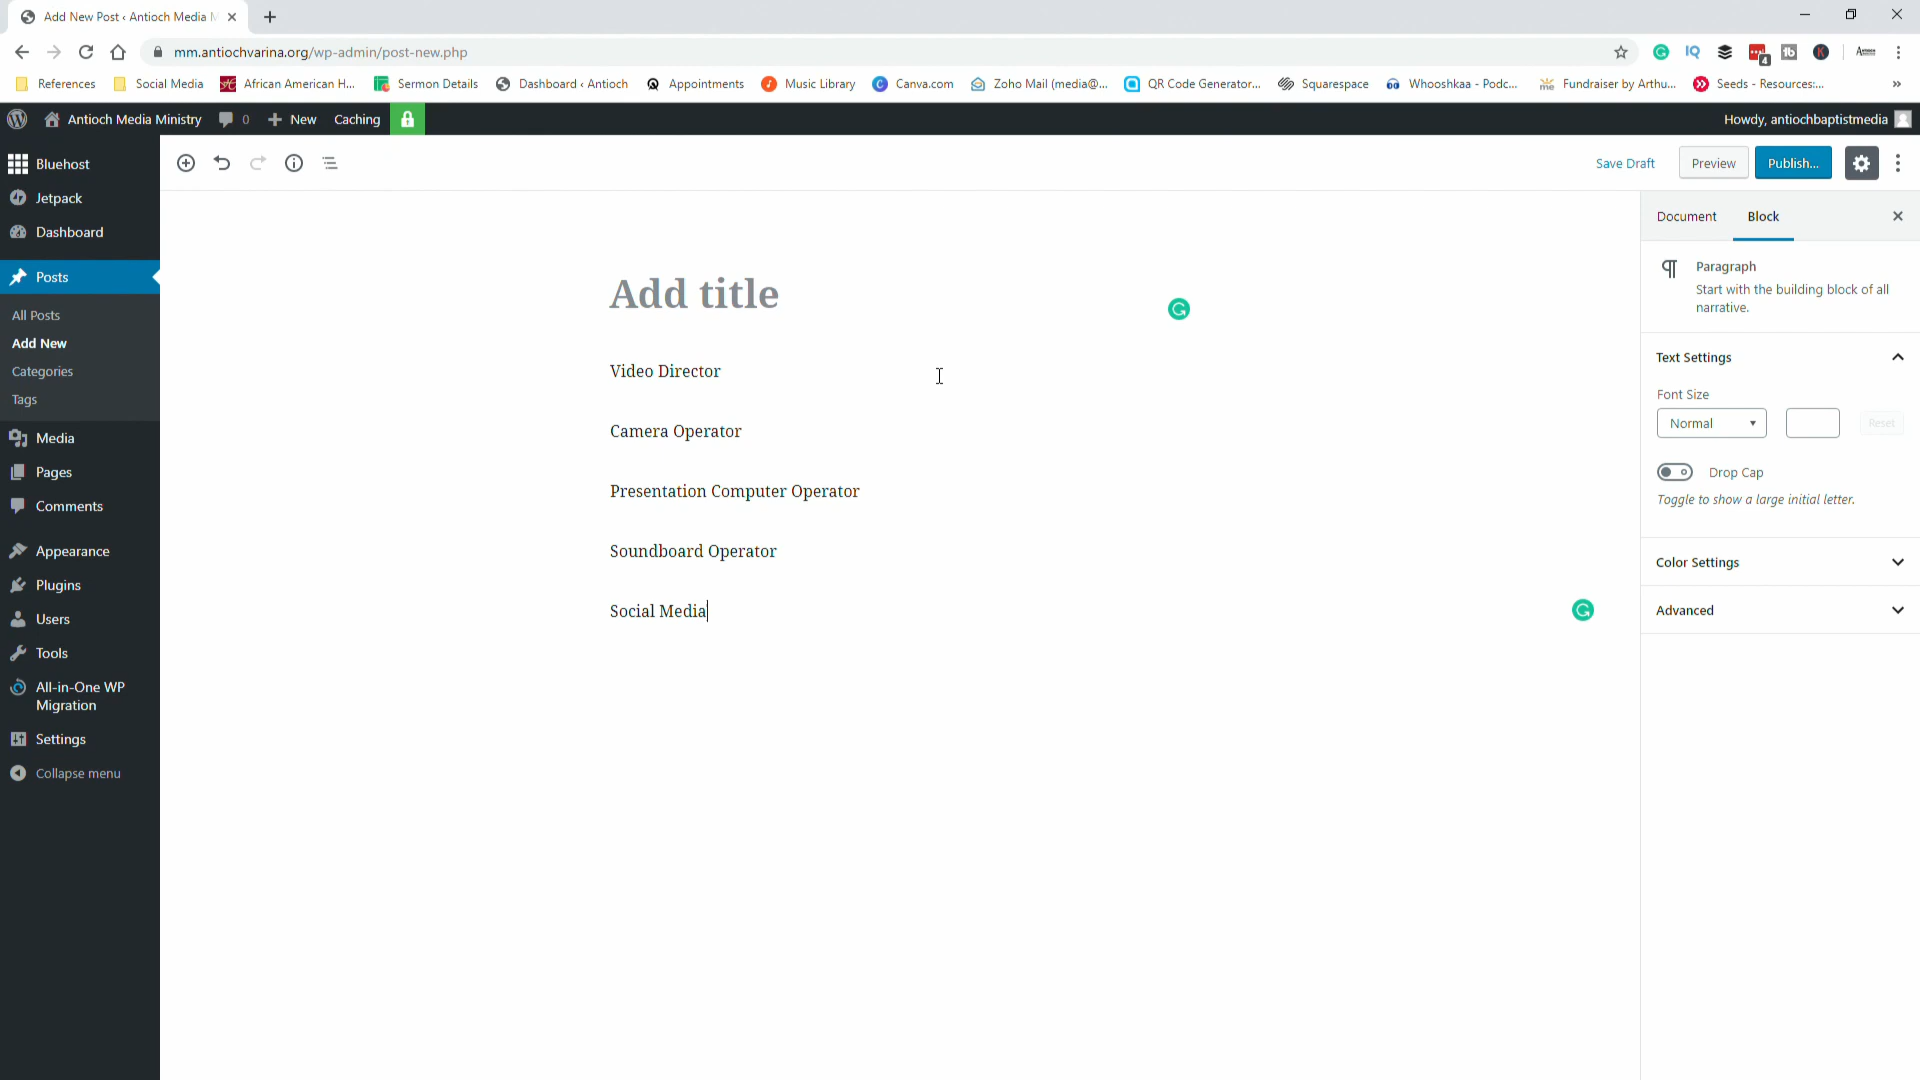 Add New Post ‹ Antioch Media M
mm.antiochvarina.org/wp-admin/post-new.php
4
References
Social Media
African American H...
Sermon Details
Dashboard ‹ Antioch
Appointments
Music Library
Canva.com
Zoho Mail (media@...
QR Code Generator...
Squarespace
Whooshkaa - Podc...
Fundraiser by Arthu...
Seeds - Resources:...
»
Antioch Media Ministry
0
New
Caching
Howdy, antiochbaptistmedia
Bluehost
Jetpack
Dashboard
Posts
All Posts
Add New
Categories
Tags
Media
Pages
Comments
Appearance
Plugins
Users
Tools
All-in-One WP
Migration
Settings
Collapse menu
Save Draft
Preview
Publish...
Add title
Video Director
Camera Operator
Presentation Computer Operator
Soundboard Operator
Social Media
Document
Block
Paragraph
Start with the building block of all
narrative.
Text Settings
Font Size
Normal
Reset
Drop Cap
Toggle to show a large initial letter.
Color Settings
Advanced